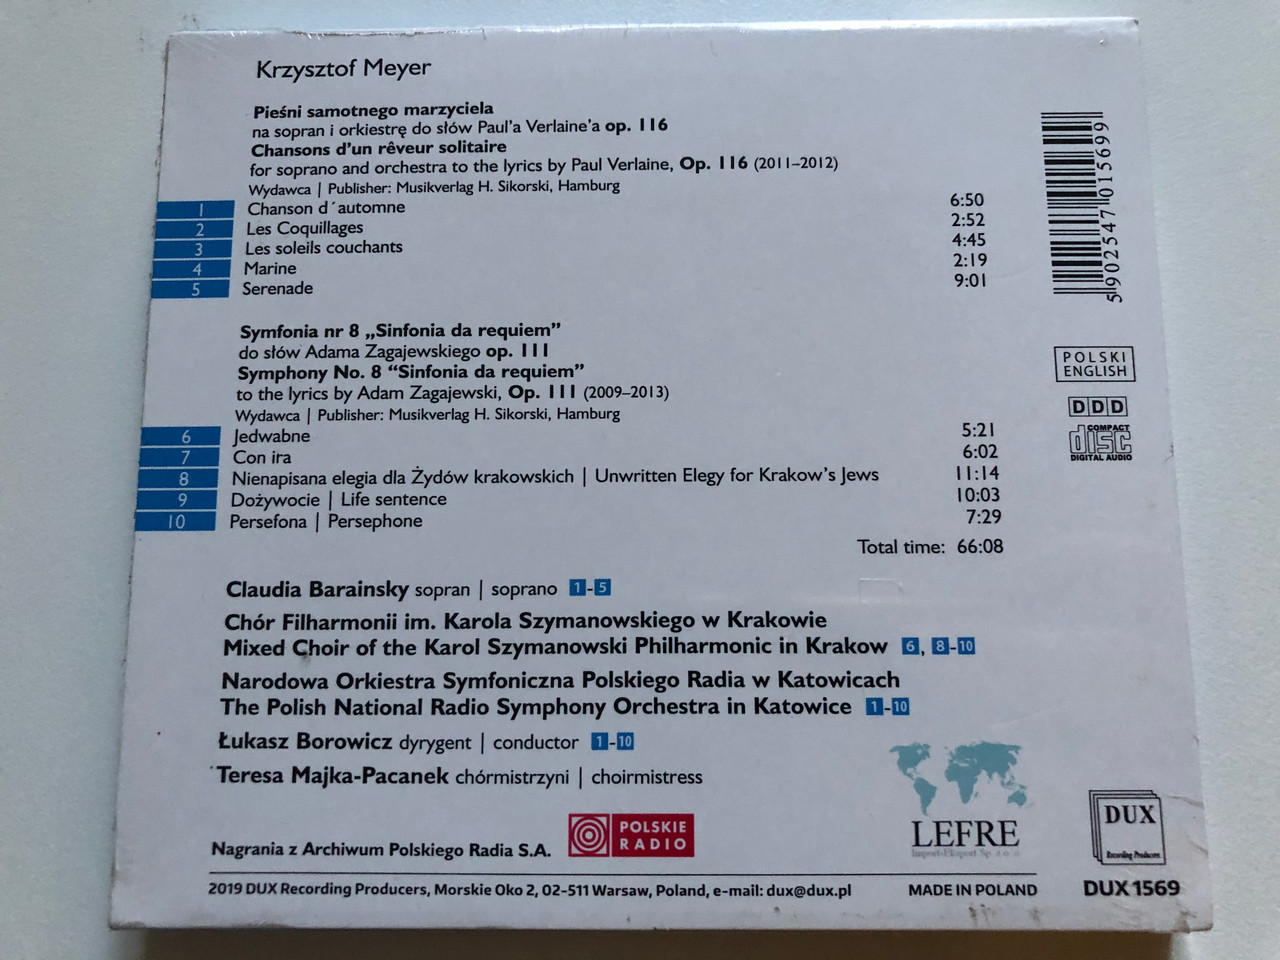 Krzysztof Meyer
Pieśni samotnego marzyciela
na sopran i orkiestrę do słów Paul'a Verlaine'a op. 116
Chansons d'un rêveur solitaire
for soprano and orchestra to the lyrics by Paul Verlaine, Op. 116 (2011–2012)
Wydawca | Publisher: Musikverlag H. Sikorski, Hamburg
1 Chanson d´automne 6:50
2 Les Coquillages 2:52
3 Les soleils couchants 4:45
4 Marine 2:19
5 Serenade 9:01
Symfonia nr 8 „Sinfonia da requiem”
do słów Adama Zagajewskiego op. 111
Symphony No. 8 “Sinfonia da requiem”
to the lyrics by Adam Zagajewski, Op. 111 (2009–2013)
Wydawca | Publisher: Musikverlag H. Sikorski, Hamburg
6 Jedwabne 5:21
7 Con ira 6:02
8 Nienapisana elegia dla Żydów krakowskich | Unwritten Elegy for Krakow's Jews 11:14
9 Dożywocie | Life sentence 10:03
10 Persefona | Persephone 7:29
Total time: 66:08
Claudia Barainsky sopran | soprano 1-5
Chór Filharmonii im. Karola Szymanowskiego w Krakowie
Mixed Choir of the Karol Szymanowski Philharmonic in Krakow 6, 8-10
Narodowa Orkiestra Symfoniczna Polskiego Radia w Katowicach
The Polish National Radio Symphony Orchestra in Katowice 1-10
Łukasz Borowicz dyrygent | conductor 1-10
Teresa Majka-Pacanek chórmistrzyni | choirmistress
Nagrania z Archiwum Polskiego Radia S.A.
POLSKIE
RADIO
LEFRE
Import-Eksport Sp. z o.o.
2019 DUX Recording Producers, Morskie Oko 2, 02-511 Warsaw, Poland, e-mail: dux@dux.pl
MADE IN POLAND
5 902547 015699
POLSKI
ENGLISH
DDD
COMPACT
disc
DIGITAL AUDIO
DUX
Recording Producers
DUX 1569